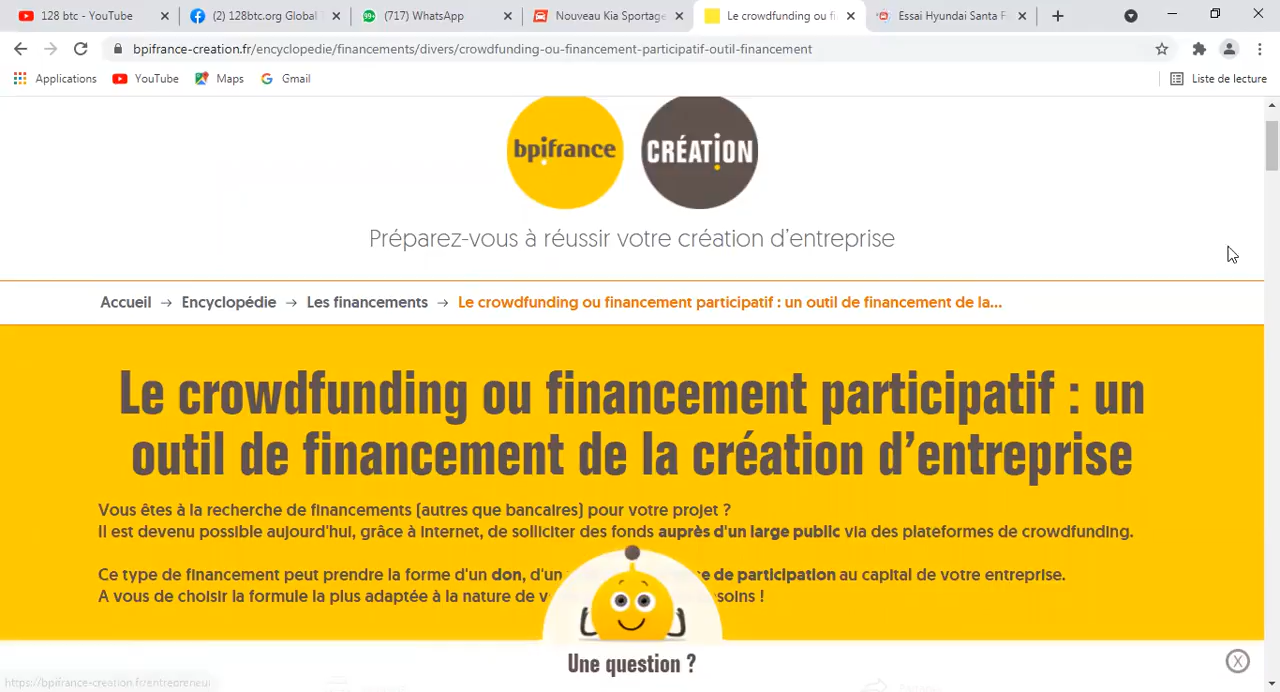 128 btc - YouTube
(2) 128btc.org Global
99+
(717) WhatsApp
Nouveau Kia Sportage
Le crowdfunding ou fi
Essai Hyundai Santa F
bpifrance-creation.fr/encyclopedie/financements/divers/crowdfunding-ou-financement-participatif-outil-financement
Applications
YouTube
Maps
Gmail
Liste de lecture
bpifrance
CRÉATION
Préparez-vous à réussir votre création d'entreprise
Accueil → Encyclopédie → Les financements → Le crowdfunding ou financement participatif : un outil de financement de la...
Le crowdfunding ou financement participatif : un
outil de financement de la création d'entreprise
Vous êtes à la recherche de financements (autres que bancaires) pour votre projet ?
Il est devenu possible aujourd'hui, grâce à internet, de solliciter des fonds auprès d'un large public via des plateformes de crowdfunding.
Ce type de financement peut prendre la forme d'un don, d'un de participation au capital de votre entreprise.
A vous de choisir la formule la plus adaptée à la nature de !
Une question ?
X
https://bpifrance-creation.fr/entrepreneur